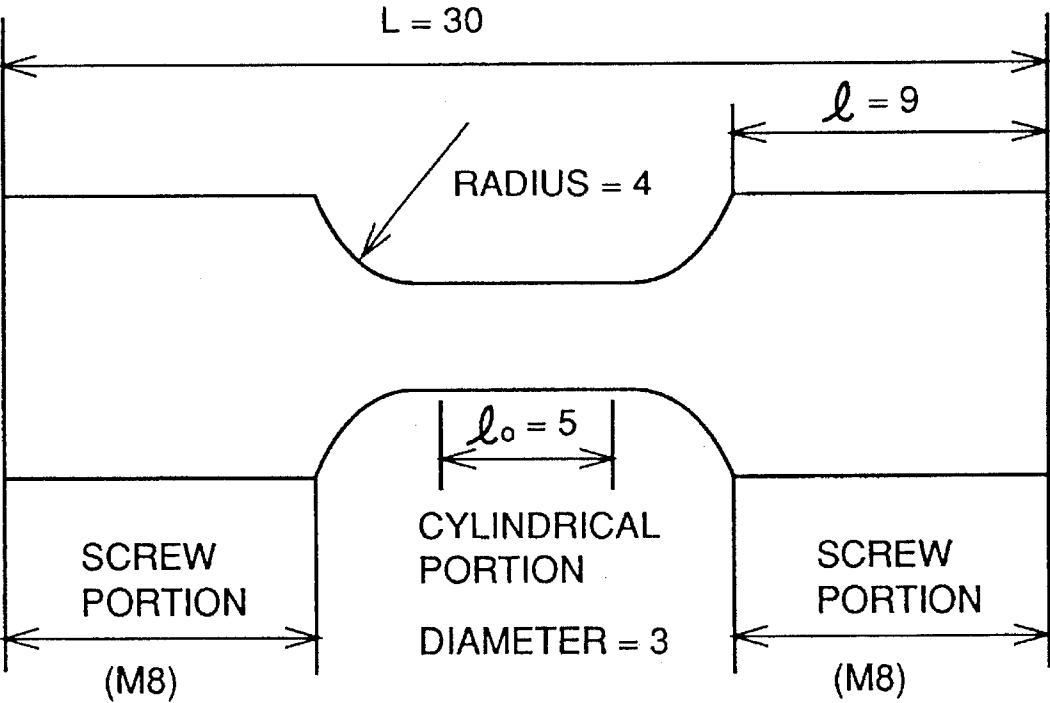 L = 30
ℓ = 9
RADIUS = 4
ℓ₀ = 5
CYLINDRICAL
PORTION
DIAMETER = 3
SCREW
PORTION
(M8)
SCREW
PORTION
(M8)